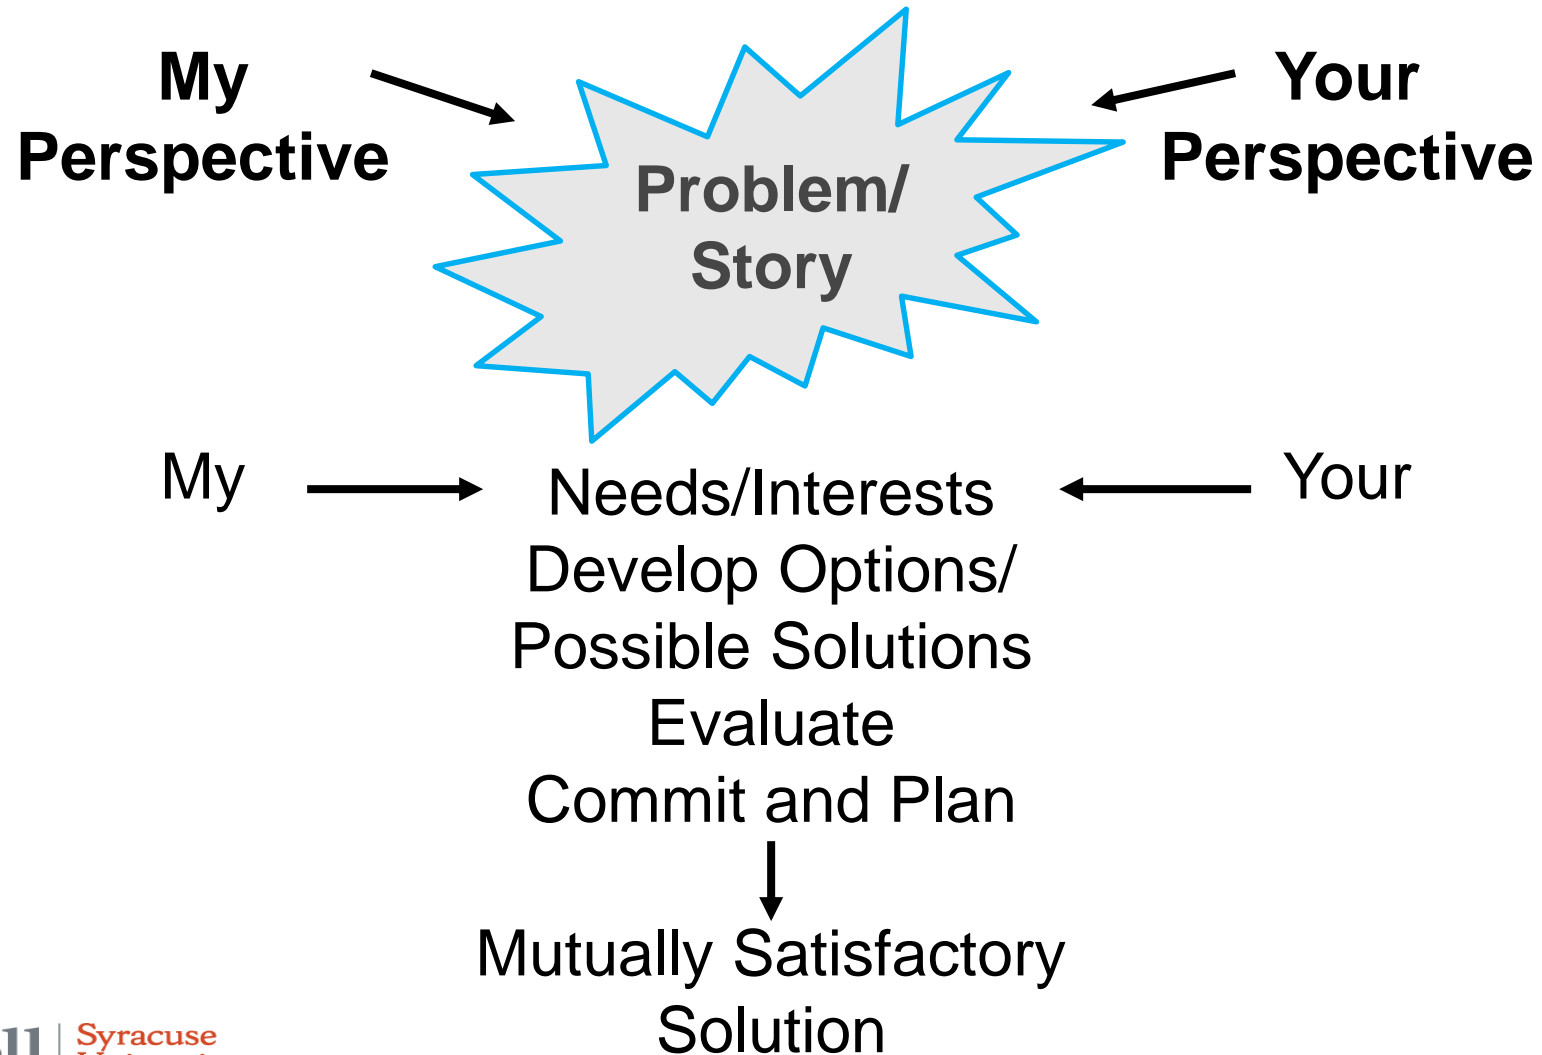 My
Perspective
Problem/
Story
Your
Perspective
My
Needs/Interests
Your
Develop Options/
Possible Solutions
Evaluate
Commit and Plan
Mutually Satisfactory
Solution
Syracuse